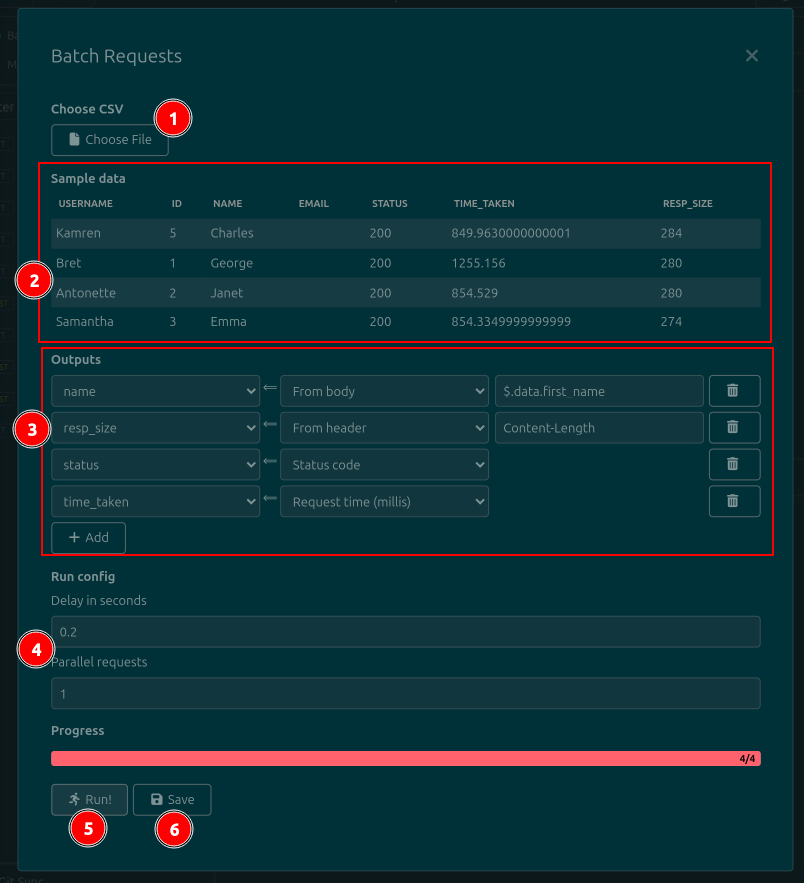 Batch Requests ×
Choose CSV
1
Choose File
Sample data
USERNAME ID NAME EMAIL STATUS TIME_TAKEN RESP_SIZE
Kamren 5 Charles 200 849.9630000000001 284
Bret 1 George 200 1255.156 280
2
Antonette 2 Janet 200 854.529 280
Samantha 3 Emma 200 854.3349999999999 274
Outputs
name ⟸ From body $.data.first_name
3
resp_size ⟸ From header Content-Length
status ⟸ Status code
time_taken ⟸ Request time (millis)
+ Add
Run config
Delay in seconds
0.2
4
Parallel requests
1
Progress
4/4
Run! Save
5 6
Git Sync